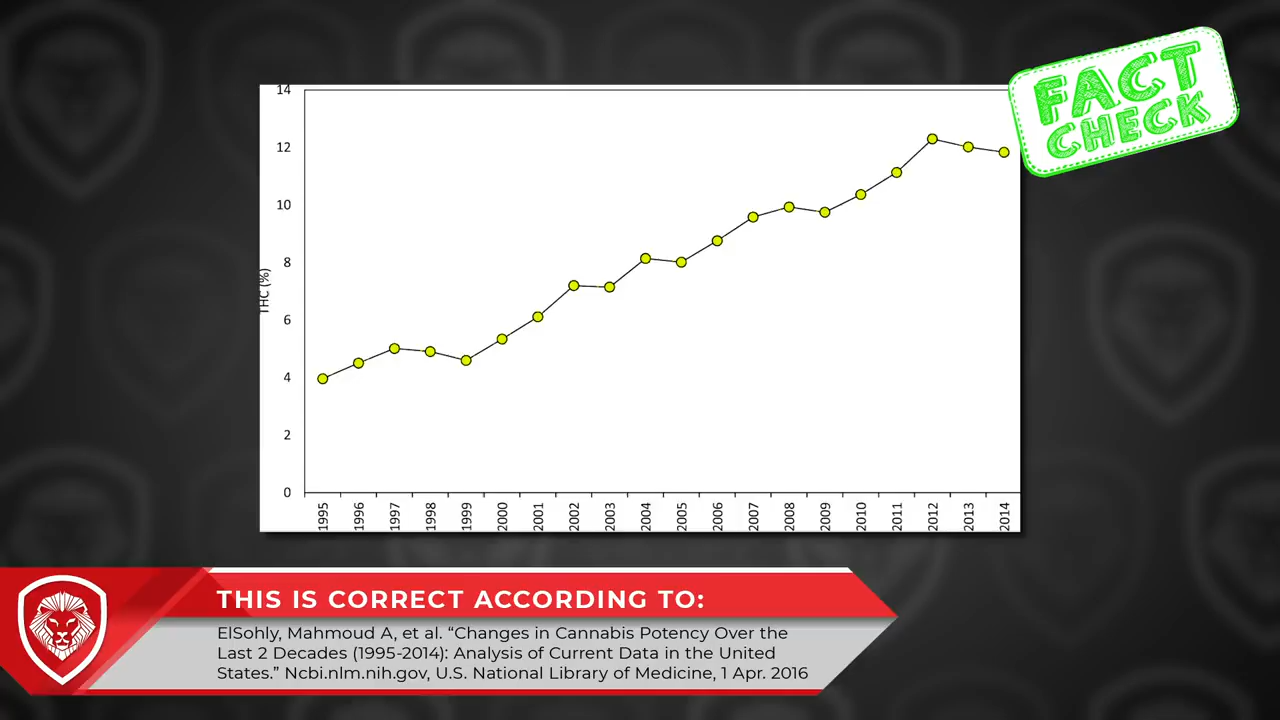 FACT
CHECK
14
12
10
8
6
4
2
0
THC (%)
1995 1996 1997 1998 1999 2000 2001 2002 2003 2004 2005 2006 2007 2008 2009 2010 2011 2012 2013 2014
THIS IS CORRECT ACCORDING TO:
ElSohly, Mahmoud A, et al. “Changes in Cannabis Potency Over the
Last 2 Decades (1995-2014): Analysis of Current Data in the United
States.” Ncbi.nlm.nih.gov, U.S. National Library of Medicine, 1 Apr. 2016